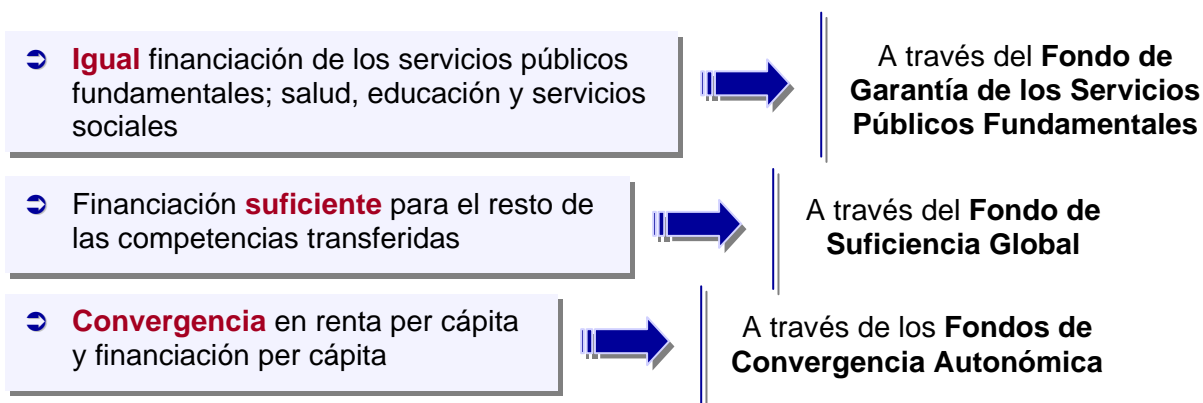 Igual financiación de los servicios públicos
fundamentales; salud, educación y servicios
sociales
A través del Fondo de
Garantía de los Servicios
Públicos Fundamentales
Financiación suficiente para el resto de
las competencias transferidas
A través del Fondo de
Suficiencia Global
Convergencia en renta per cápita
y financiación per cápita
A través de los Fondos de
Convergencia Autonómica